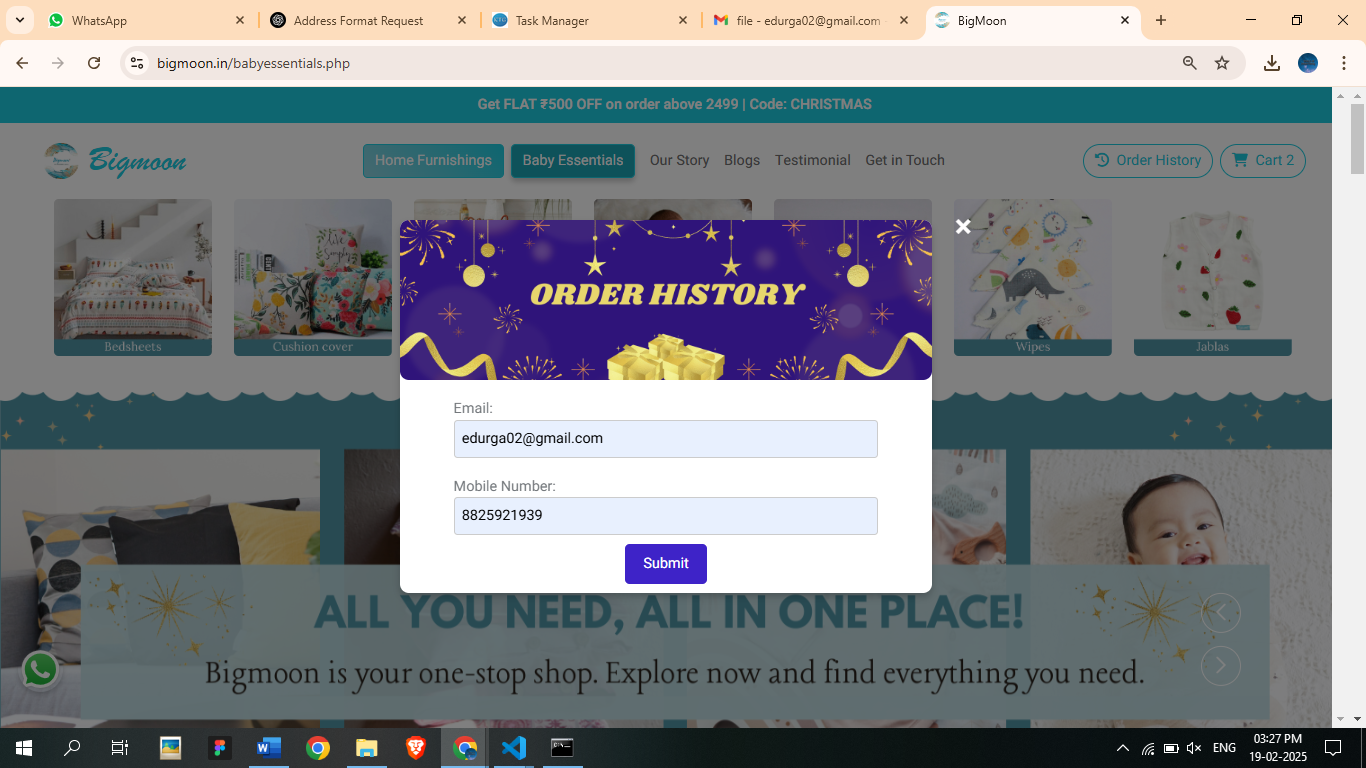 WhatsApp
Address Format Request
Task Manager
file - edurga02@gmail.com
BigMoon
bigmoon.in/babyessentials.php
Get FLAT ₹500 OFF on order above 2499 | Code: CHRISTMAS
Bigmoon
Home Furnishings
Baby Essentials
Our Story
Blogs
Testimonial
Get in Touch
Order History
Cart 2
ORDER HISTORY
Bedsheets
Cushion cover
Wipes
Jablas
Email:
edurga02@gmail.com
Mobile Number:
8825921939
Submit
ALL YOU NEED, ALL IN ONE PLACE!
Bigmoon is your one-stop shop. Explore now and find everything you need.
ENG
03:27 PM
19-02-2025